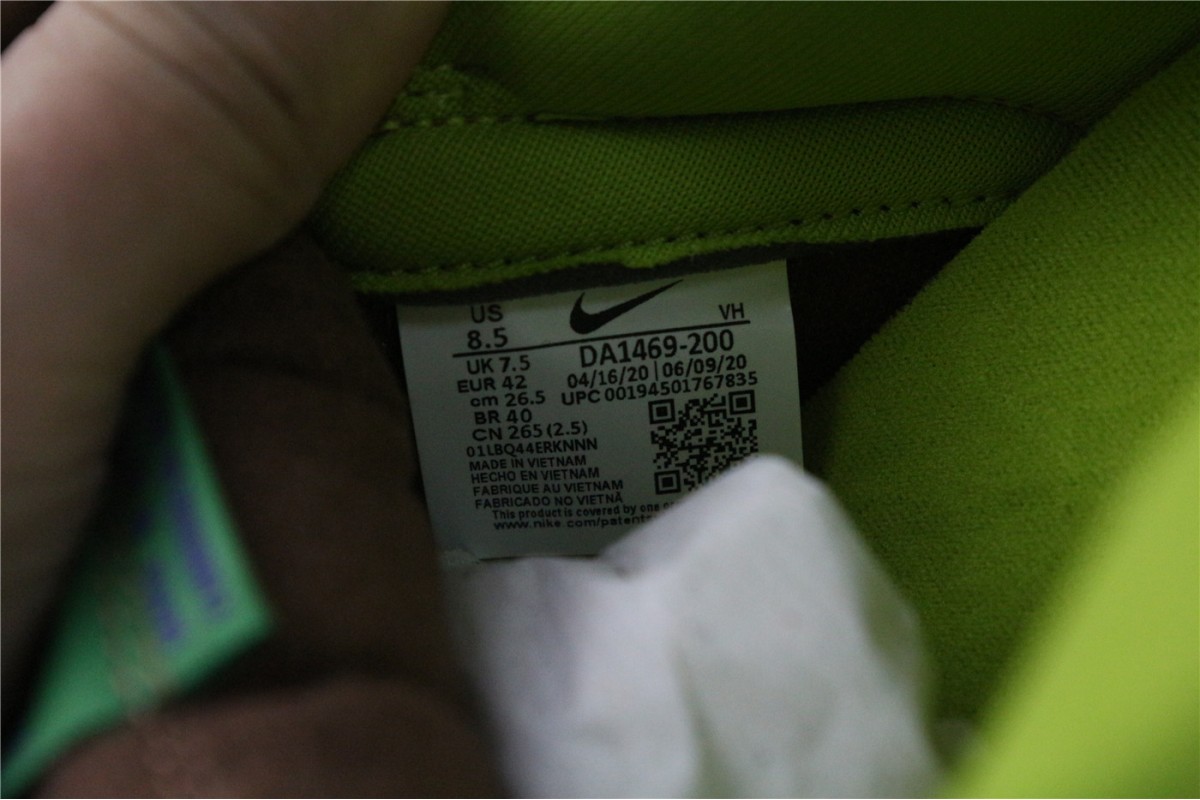 US
8.5
VH
UK 7.5
DA1469-200
EUR 42
04/16/20 | 06/09/20
cm 26.5
UPC 00194501767835
BR 40
CN 265 (2.5)
01LBQ44ERKNNN
MADE IN VIETNAM
HECHO EN VIETNAM
FABRIQUE AU VIETNAM
FABRICADO NO VIETNÃ
This product is covered by one
www.nike.com/patents